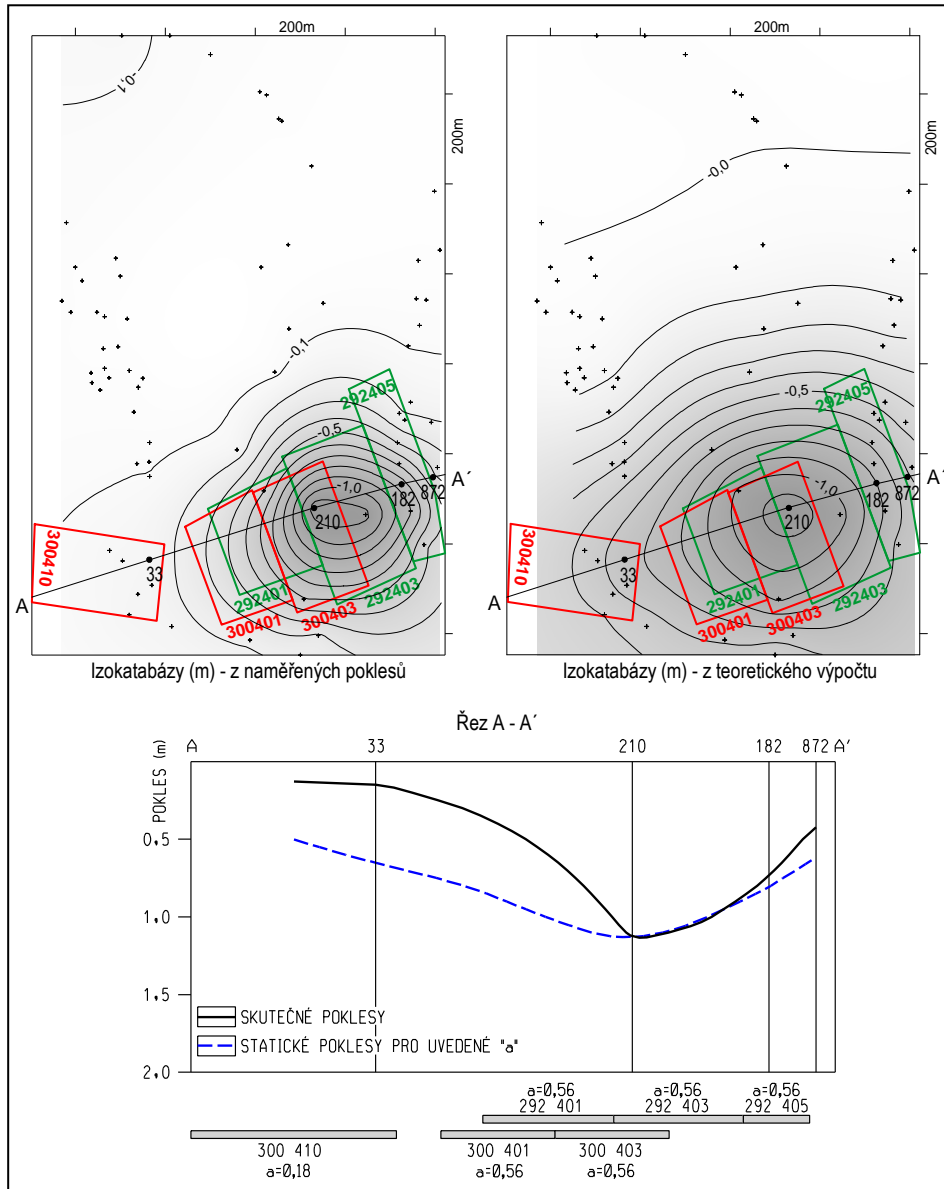 200m
200m
-0,1
-0,1
-0,5
-1,0
292405
A´
872
182
210
300410
33
A
292401
300401
300403
292403
Izokatabázy (m) - z naměřených poklesů
200m
200m
-0,0
-0,5
-1,0
292405
A´
872
182
210
300410
33
A
292401
300401
300403
292403
Izokatabázy (m) - z teoretického výpočtu
Řez A - A´
POKLES (m)
A 33 210 182 872 A´
0,5
1,0
1,5
2,0
SKUTEČNÉ POKLESY
STATICKÉ POKLESY PRO UVEDENÉ "a"
a=0,56 a=0,56 a=0,56
292 401 292 403 292 405
300 410 300 401 300 403
a=0,18 a=0,56 a=0,56